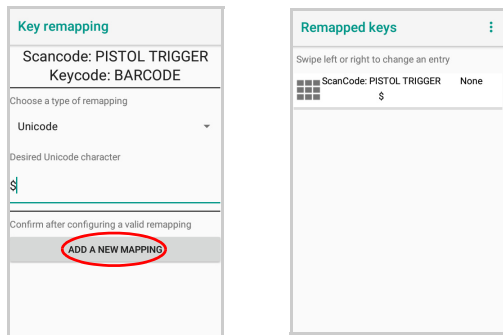 Key remapping
Scancode: PISTOL TRIGGER
Keycode: BARCODE
Choose a type of remapping
Unicode
Desired Unicode character
$
Confirm after configuring a valid remapping
ADD A NEW MAPPING
Remapped keys
Swipe left or right to change an entry
ScanCode: PISTOL TRIGGER None
$